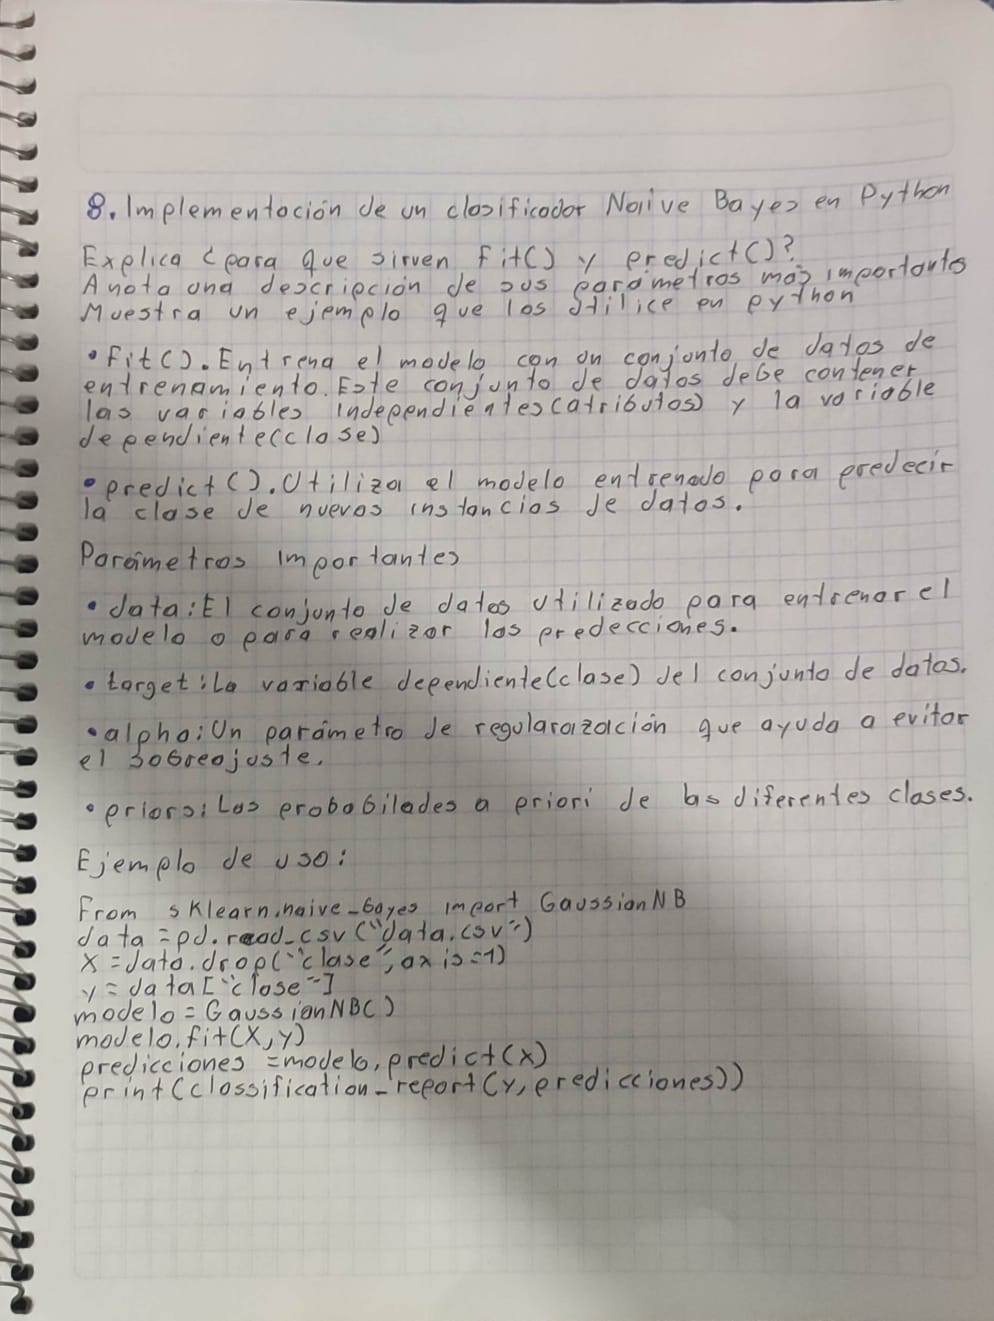 8. Implementación de un clasificador Naive Bayes en Python
Explica ¿para que sirven fit() y predict()?
Anota una descripción de sus parámetros más importantes
Muestra un ejemplo que los utilice en python
• fit(). Entrena el modelo con un conjunto de datos de
entrenamiento. Este conjunto de datos debe contener
las variables independientes(atributos) y la variable
dependiente(clase)
• predict(). Utiliza el modelo entrenado para predecir
la clase de nuevas instancias de datos.
Parámetros importantes
• data: El conjunto de datos utilizado para entrenar el
modelo o para realizar las predecciones.
• target: La variable dependiente(clase) del conjunto de datos.
• alpha: Un parámetro de regulararización que ayuda a evitar
el sobreajuste.
• priors: Las probabilades a priori de las diferentes clases.
Ejemplo de uso:
From sklearn.naive_bayes import GaussianNB
data = pd.read_csv("data.csv")
X = data.drop("clase", axis=1)
y = data["clase"]
modelo = GaussianNB()
modelo.fit(X,y)
predicciones = modelo.predict(x)
print(classification_report(y, predicciones))